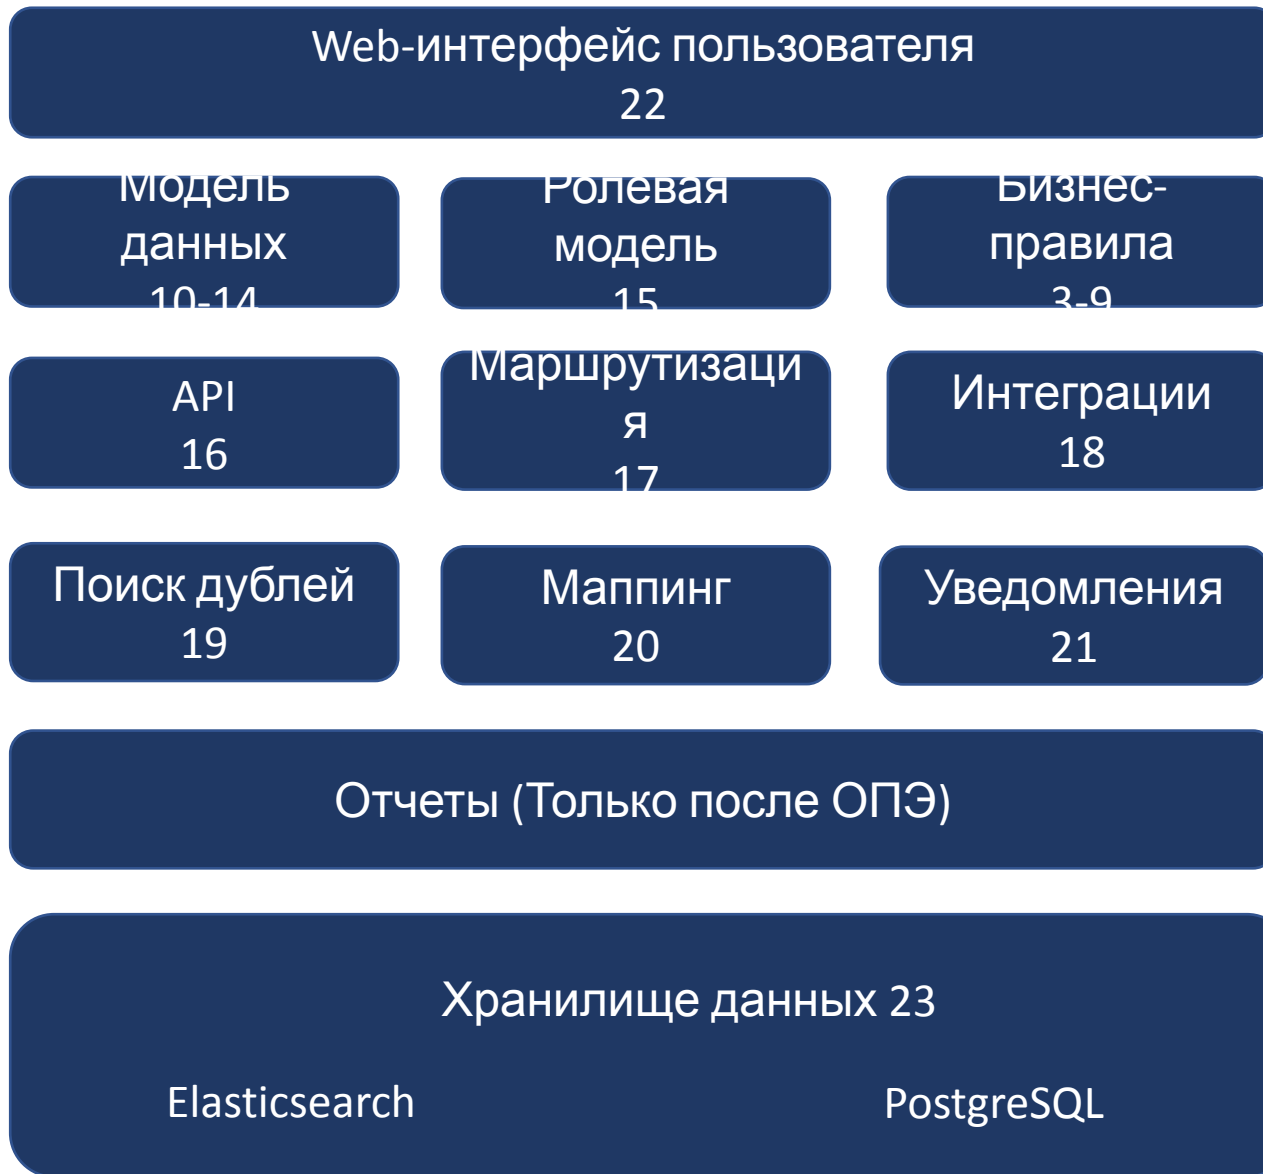 Web-интерфейс пользователя
22
Модель
данных
10-14
Ролевая
модель
15
Бизнес-
правила
3-9
API
16
Маршрутизаци
я
17
Интеграции
18
Поиск дублей
19
Маппинг
20
Уведомления
21
Отчеты (Только после ОПЭ)
Хранилище данных 23
Elasticsearch
PostgreSQL